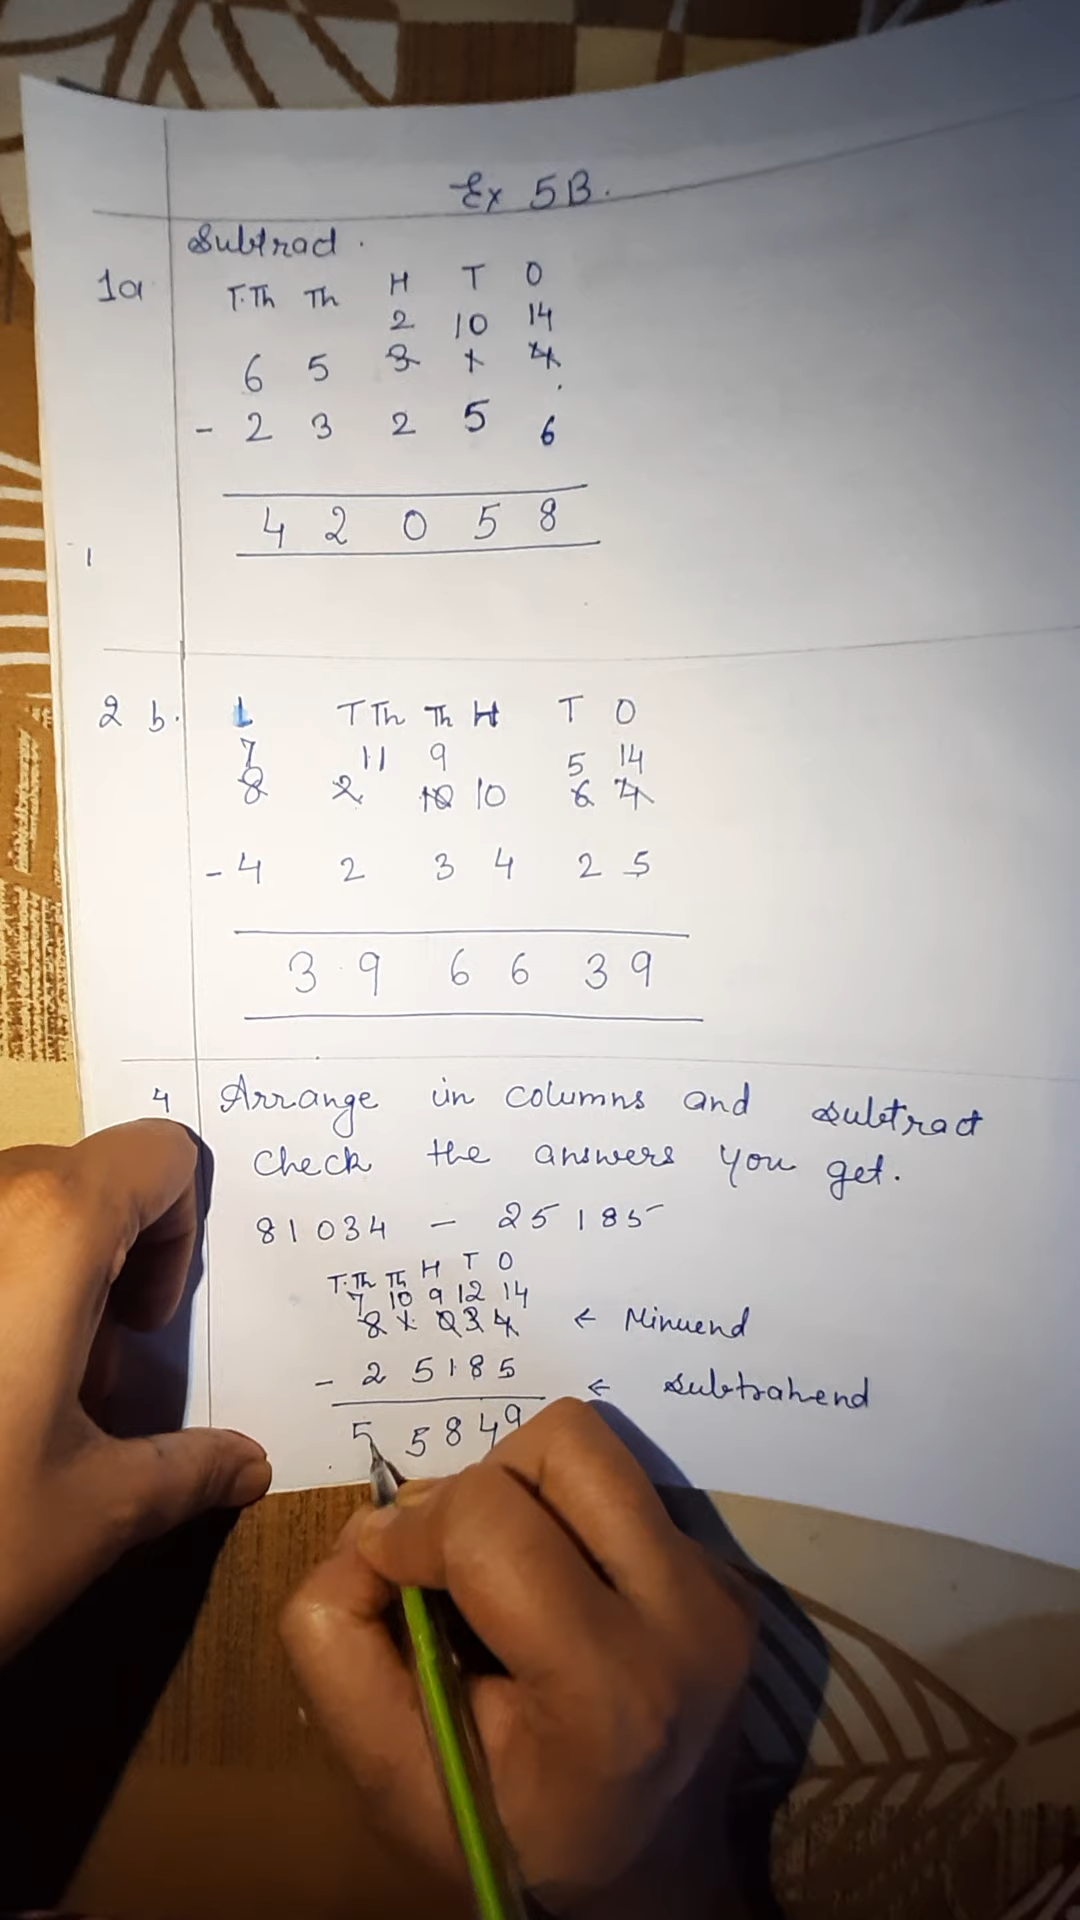 Ex 5B.
Subtract.
1a T.Th Th H T O
2 10 14
6 5 3 1 4
- 2 3 2 5 6
4 2 0 5 8
1
2 b. L T Th Th H T O
7 11 9 5 14
8 2 10 10 6 4
- 4 2 3 4 2 5
3 9 6 6 3 9
4 Arrange in columns and subtract
check the answers you get.
81034 - 25185
T.Th Th H T O
7 10 9 12 14
8 1 0 3 4 ← Minuend
- 2 5 1 8 5 ← Subtrahend
5 5 8 4 9